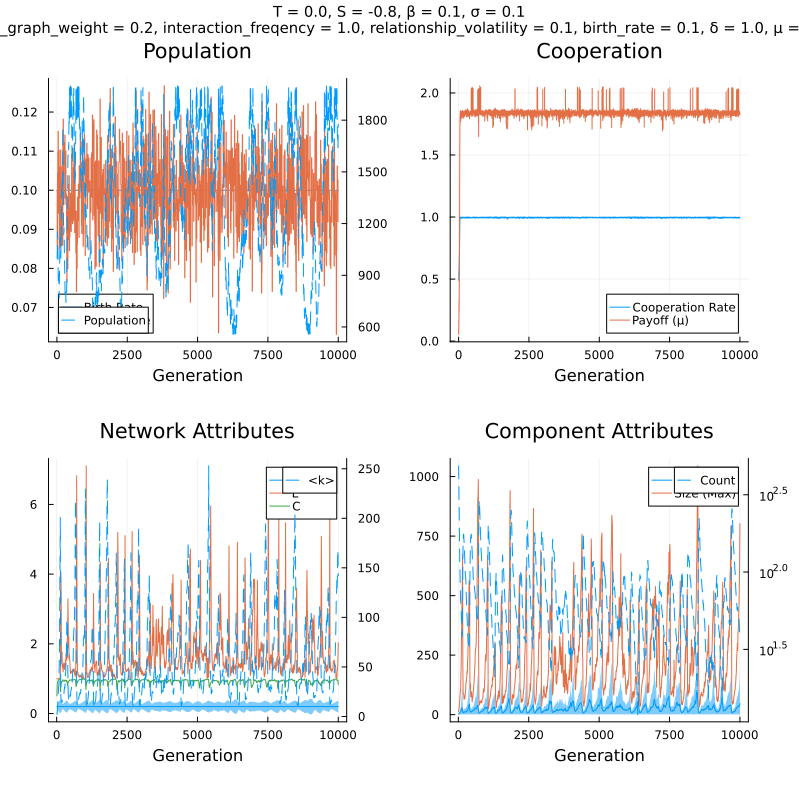 T = 0.0, S = -0.8, β = 0.1, σ = 0.1
_graph_weight = 0.2, interaction_freqency = 1.0, relationship_volatility = 0.1, birth_rate = 0.1, δ = 1.0, μ =
Population
Cooperation
0.12
0.11
0.10
0.09
0.08
0.07
1800
1500
1200
900
600
Birth Rate
Population
0
2500
5000
7500
10000
Generation
2.0
1.5
1.0
0.5
0.0
Cooperation Rate
Payoff (μ)
0
2500
5000
7500
10000
Generation
Network Attributes
Component Attributes
6
4
2
0
250
200
150
100
50
0
<k>
L
C
0
2500
5000
7500
10000
Generation
1000
750
500
250
0
10^2.5
10^2.0
10^1.5
Count
Size (Max)
0
2500
5000
7500
10000
Generation